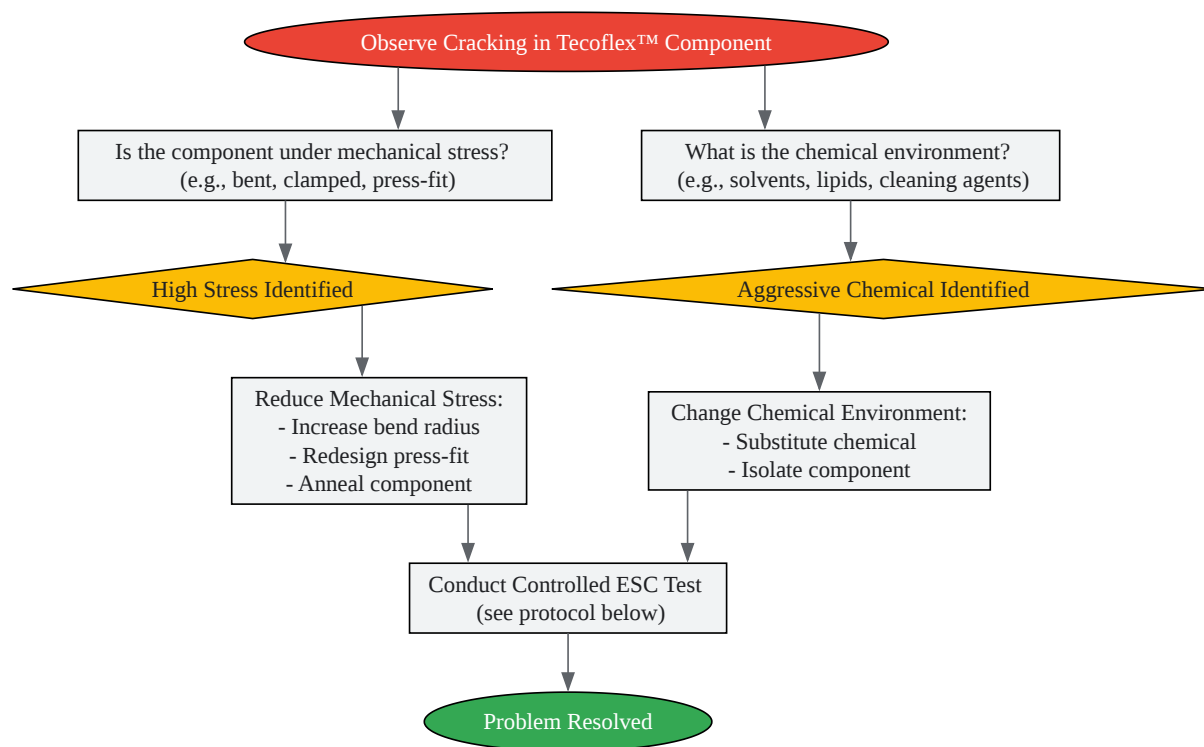 Observe Cracking in Tecoflex™ Component
Is the component under mechanical stress?
(e.g., bent, clamped, press-fit)
What is the chemical environment?
(e.g., solvents, lipids, cleaning agents)
High Stress Identified
Aggressive Chemical Identified
Reduce Mechanical Stress:
- Increase bend radius
- Redesign press-fit
- Anneal component
Change Chemical Environment:
- Substitute chemical
- Isolate component
Conduct Controlled ESC Test
(see protocol below)
Problem Resolved